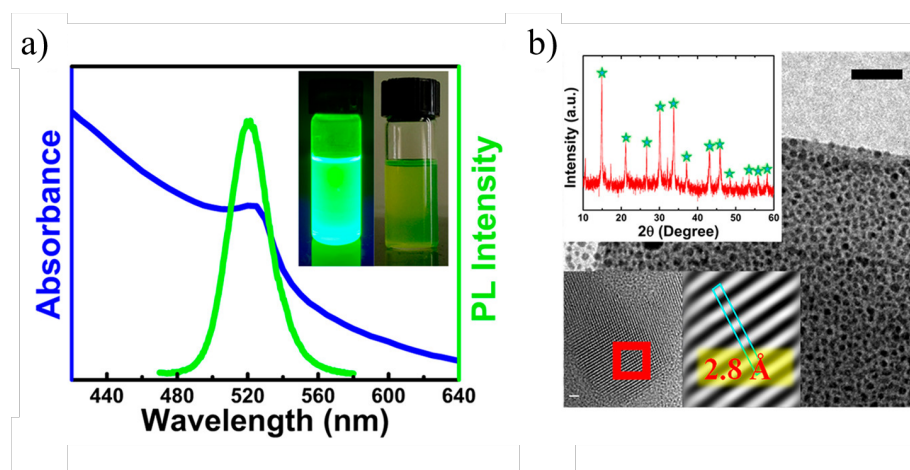 a)
Absorbance
PL Intensity
440 480 520 560 600 640
Wavelength (nm)
b)
Intensity (a.u.)
10 20 30 40 50 60
2θ (Degree)
2.8 Å